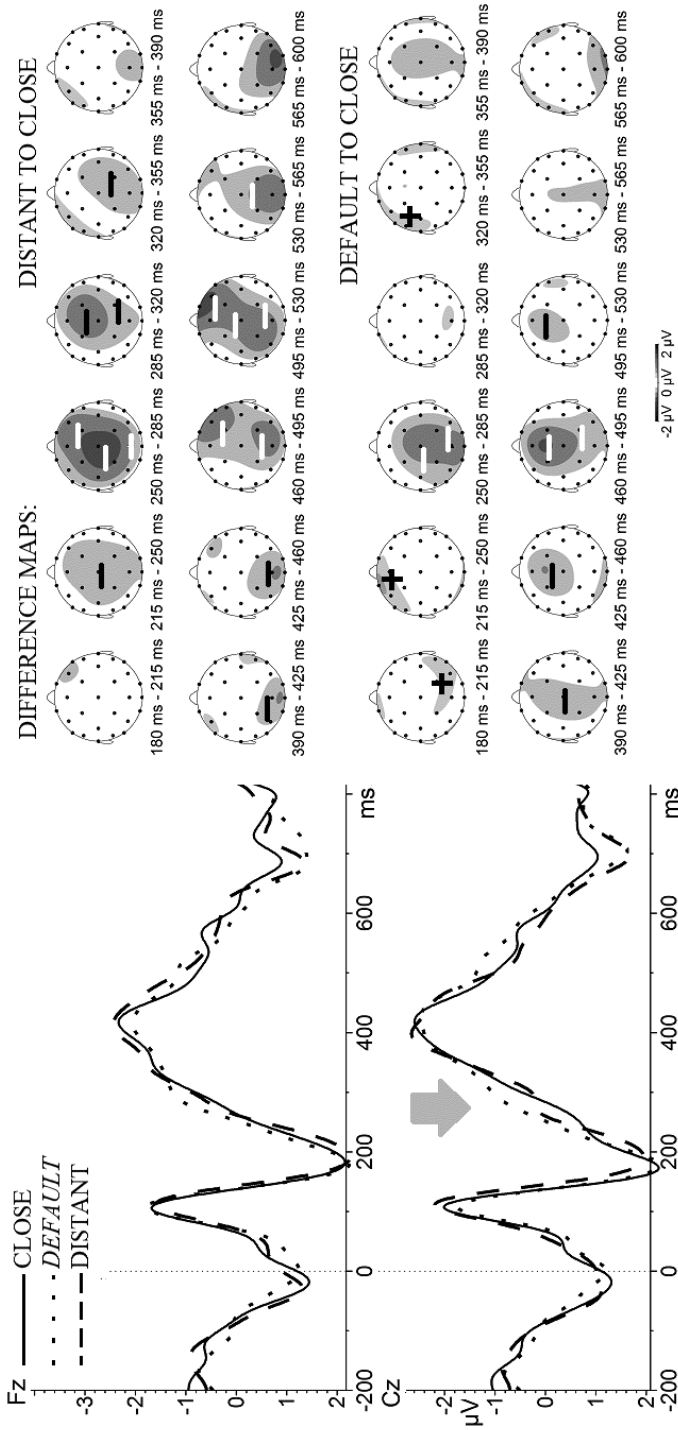 Fz
CLOSE
DEFAULT
DISTANT
-3
-2
-1
0
1
2
-200 0 200 400 600 ms
Cz
-2
-1
µV
0
1
2
-200 0 200 400 600 ms
DIFFERENCE MAPS: DISTANT TO CLOSE
180 ms - 215 ms 215 ms - 250 ms 250 ms - 285 ms 285 ms - 320 ms 320 ms - 355 ms 355 ms - 390 ms
390 ms - 425 ms 425 ms - 460 ms 460 ms - 495 ms 495 ms - 530 ms 530 ms - 565 ms 565 ms - 600 ms
DEFAULT TO CLOSE
180 ms - 215 ms 215 ms - 250 ms 250 ms - 285 ms 285 ms - 320 ms 320 ms - 355 ms 355 ms - 390 ms
390 ms - 425 ms 425 ms - 460 ms 460 ms - 495 ms 495 ms - 530 ms 530 ms - 565 ms 565 ms - 600 ms
-2 µV 0 µV 2 µV